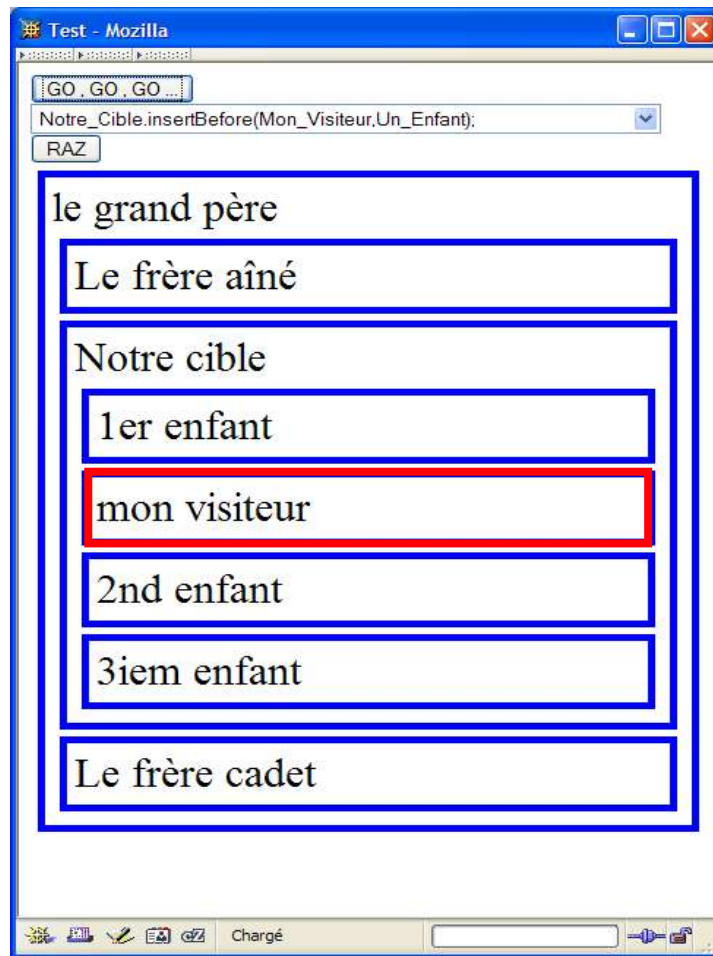 Test - Mozilla
GO , GO , GO ...
Notre_Cible.insertBefore(Mon_Visiteur,Un_Enfant);
RAZ
le grand père
Le frère aîné
Notre cible
1er enfant
mon visiteur
2nd enfant
3iem enfant
Le frère cadet
Chargé